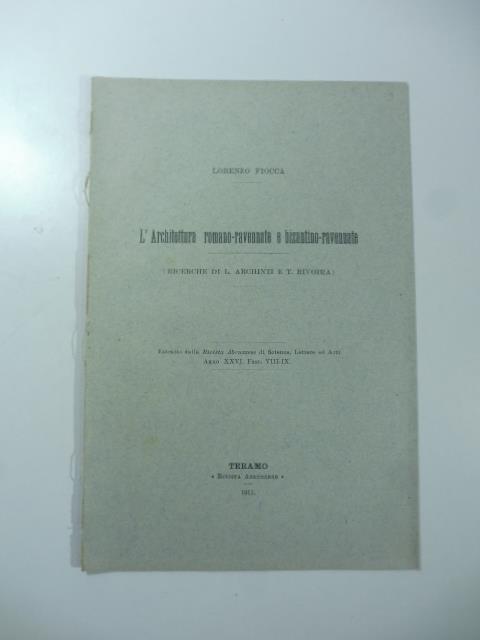 LORENZO FIOCCA
L' Architettura romano-ravennate e bizantino-ravennate
(RICERCHE DI L. ARCHINTI E T. RIVOIRA)
Estratto dalla Rivista Abruzzese di Scienze, Lettere ed Arti
Anno XXVI, Fasc. VIII-IX.
TERAMO
« RIVISTA ABRUZZESE »
1911.